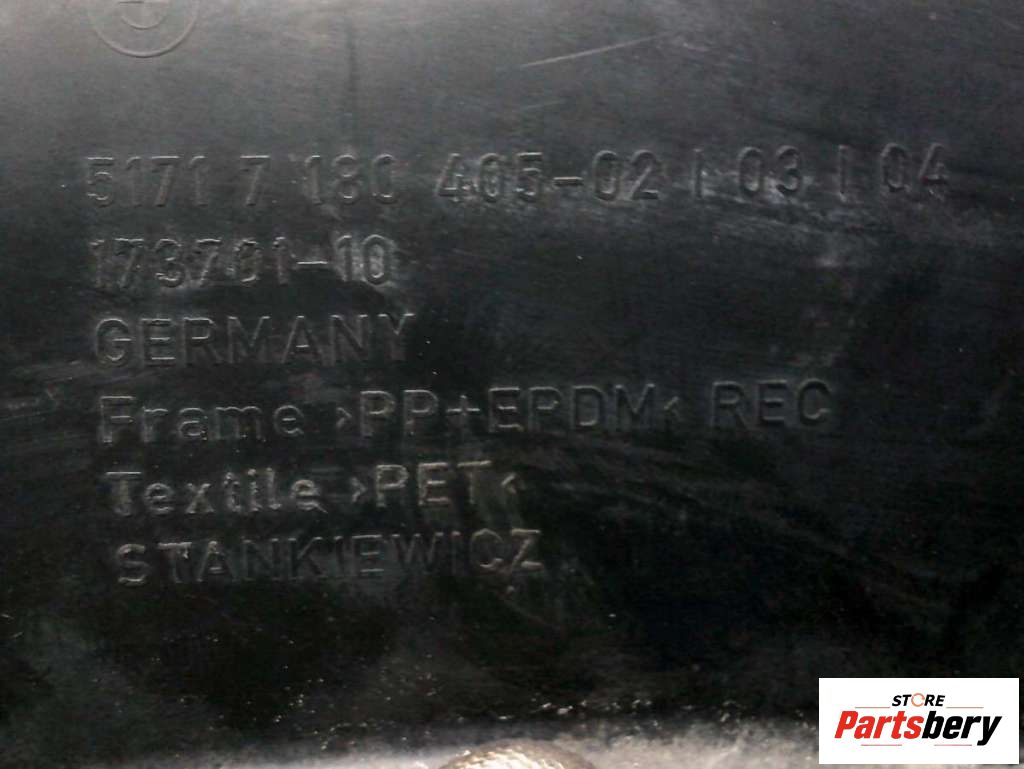 5171 7 180 405-02 | 03 | 04
173701-10
GERMANY
Frame >PP+EPDM< REC
Textile >PET<
STANKIEWICZ
STORE
Partsbery